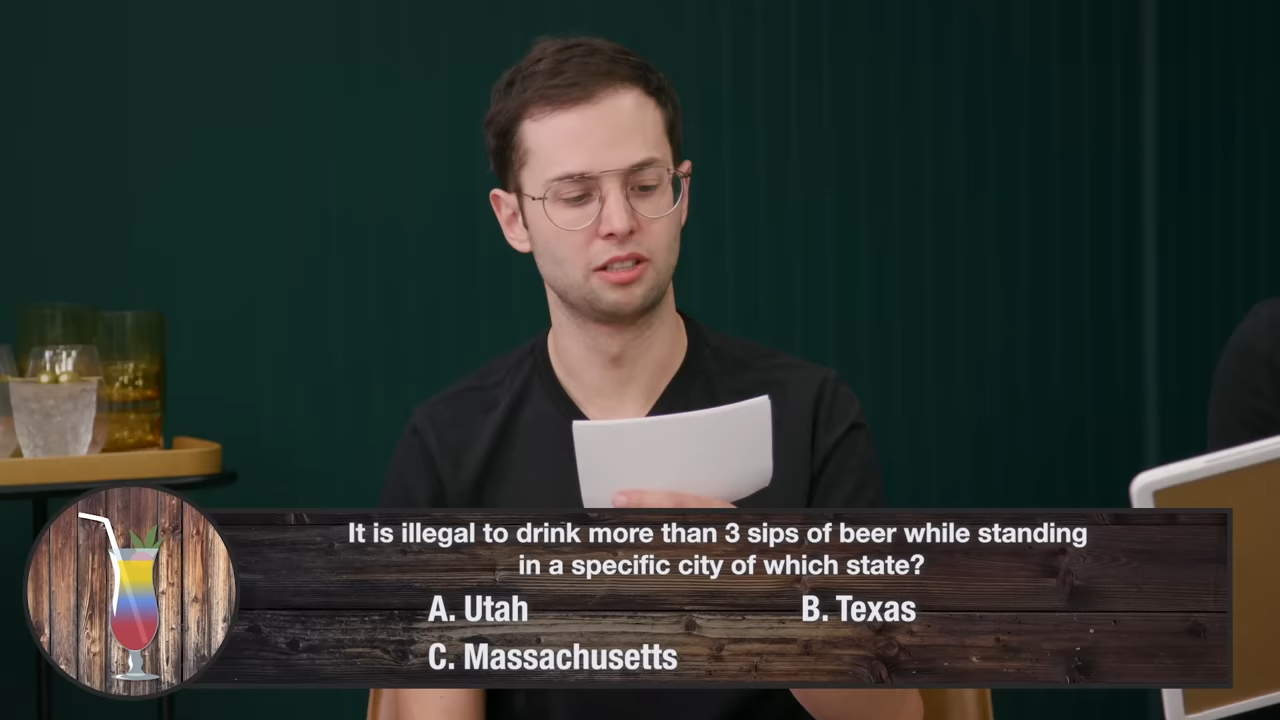 It is illegal to drink more than 3 sips of beer while standing
in a specific city of which state?
A. Utah
B. Texas
C. Massachusetts